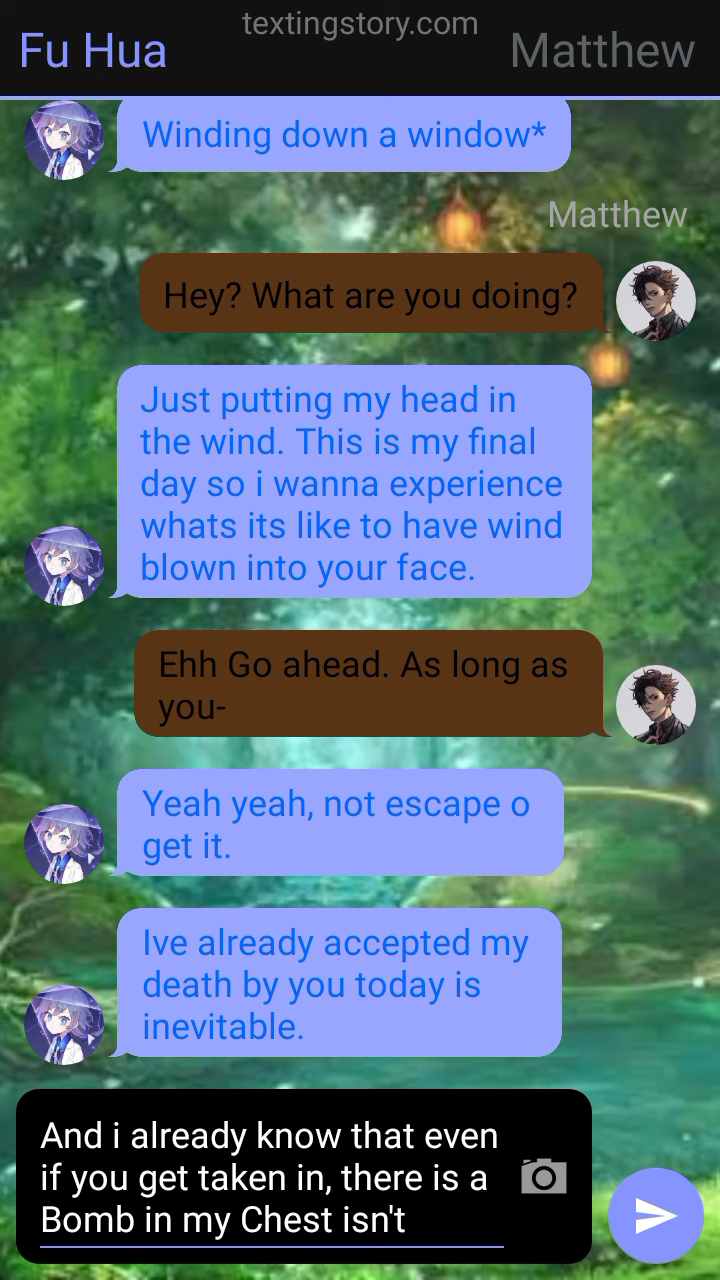 textingstory.com
Fu Hua
Matthew
Winding down a window*
Matthew
Hey? What are you doing?
Just putting my head in
the wind. This is my final
day so i wanna experience
whats its like to have wind
blown into your face.
Ehh Go ahead. As long as
you-
Yeah yeah, not escape o
get it.
Ive already accepted my
death by you today is
inevitable.
And i already know that even
if you get taken in, there is a
Bomb in my Chest isn't